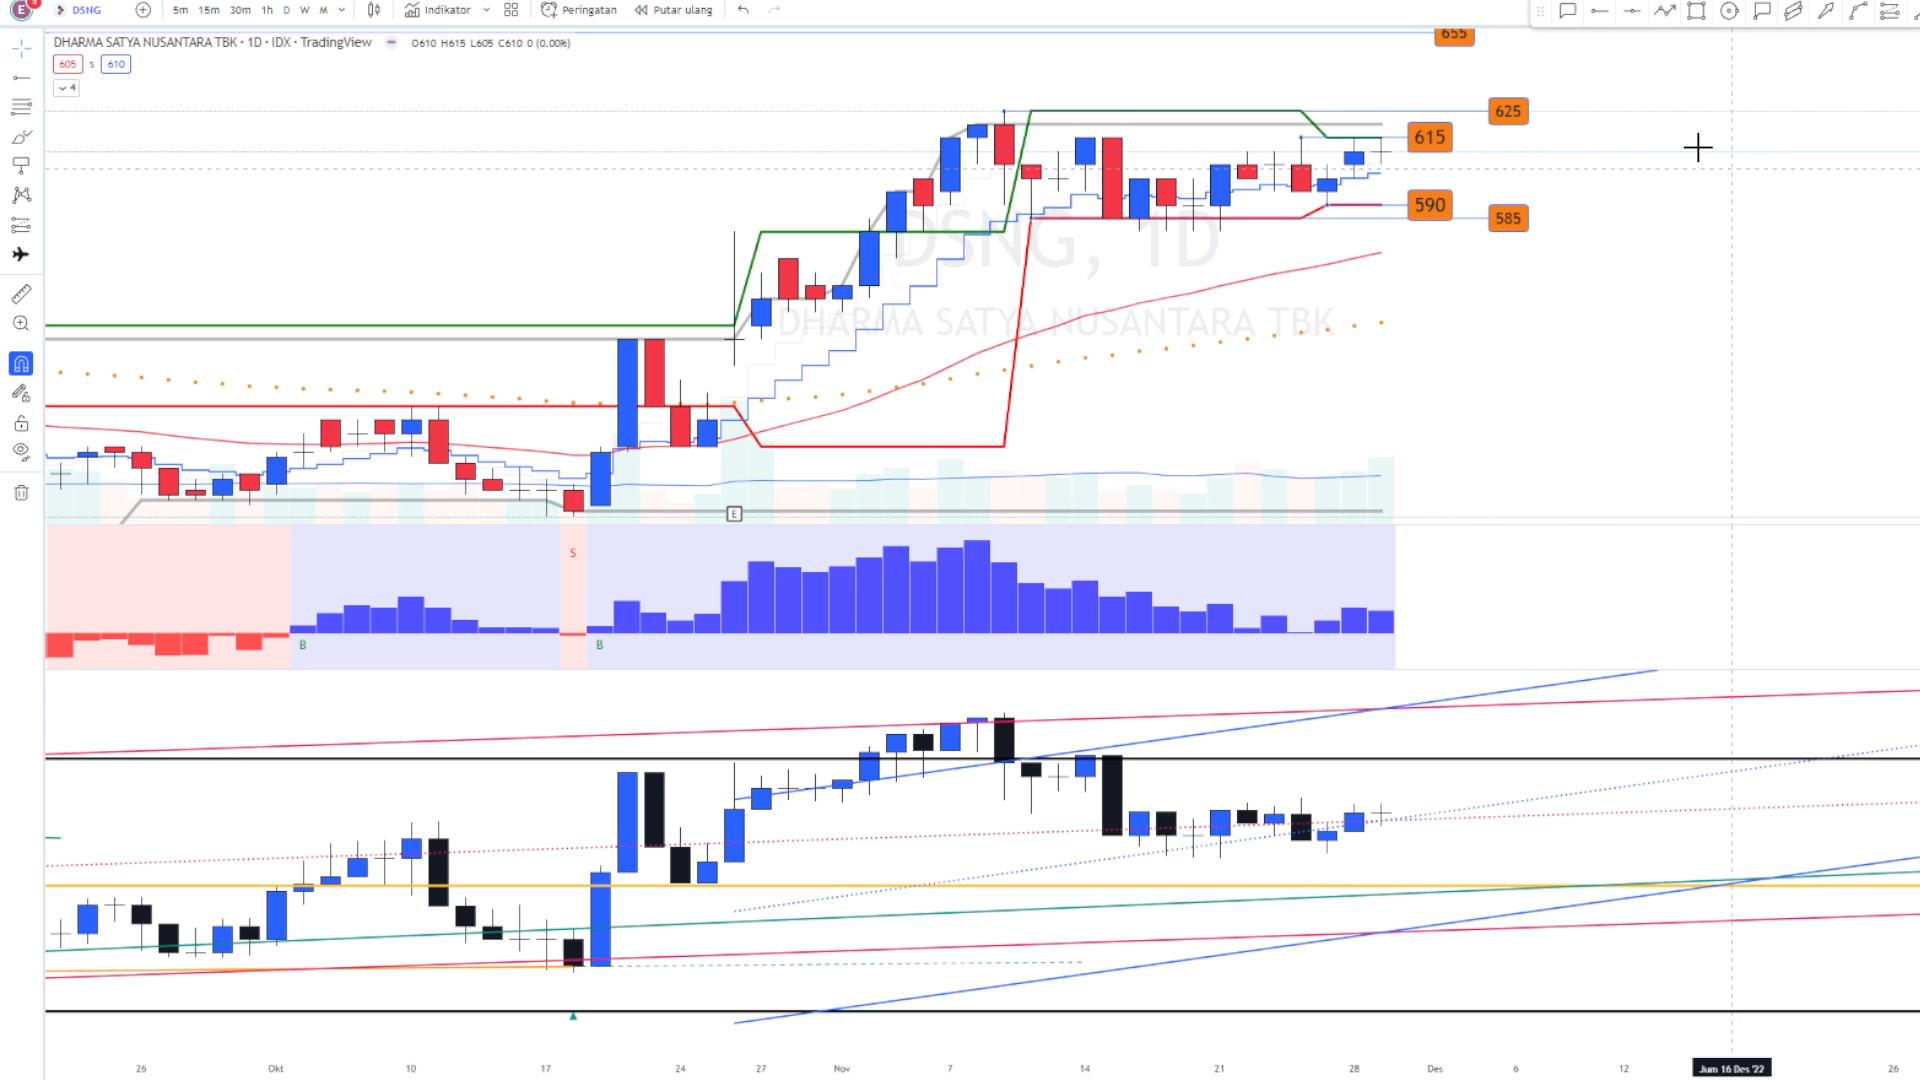 E 5 DSNG 5m 15m 30m 1h D W M Indikator Peringatan Putar ulang
DHARMA SATYA NUSANTARA TBK · 1D · IDX · TradingView O610 H615 L605 C610 0 (0.00%)
655
605 5 610
4
625
615
590
585
DSNG, 1D
DHARMA SATYA NUSANTARA TBK
E
S
B B
26 Okt 10 17 24 27 Nov 7 14 21 28 Des 6 12 Jum 16 Des '22 26